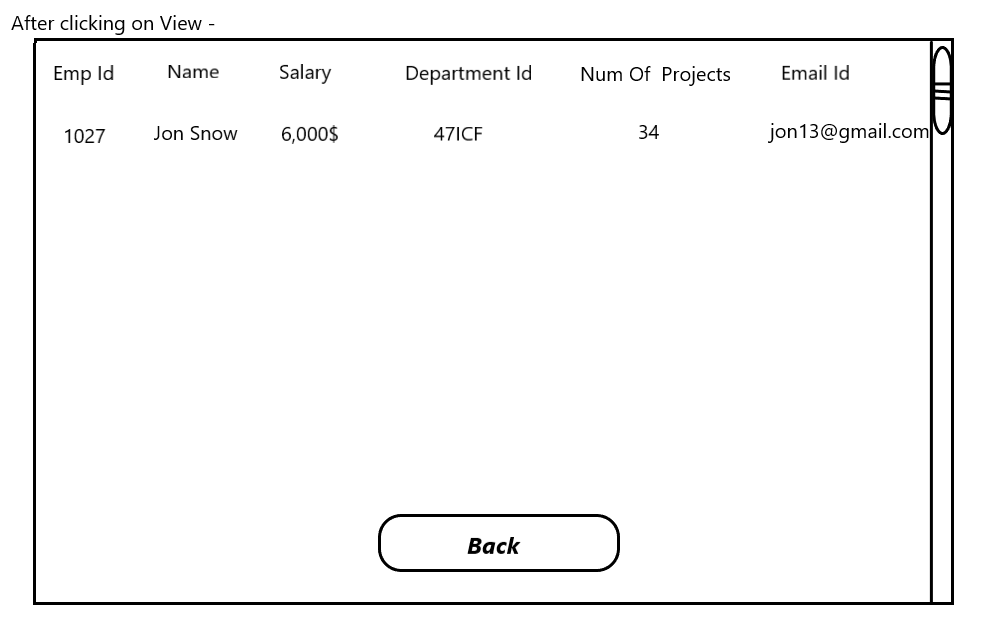 After clicking on View -
Emp Id Name Salary Department Id Num Of Projects Email Id
1027 Jon Snow 6,000$ 47ICF 34 jon13@gmail.com
Back